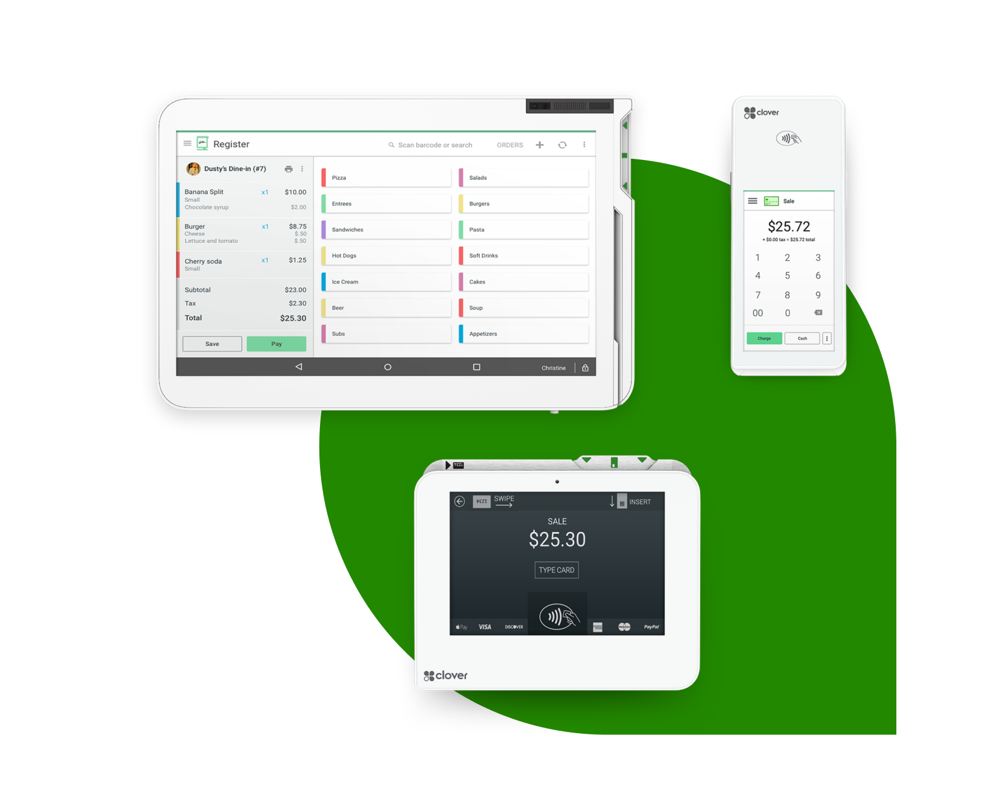 Register
Scan barcode or search
ORDERS
Dusty's Dine-in (#7)
Banana Split x1 $10.00
Small
Chocolate syrup $2.00
Burger x1 $8.75
Cheese $.50
Lettuce and tomato $.50
Cherry soda x1 $1.25
Small
Subtotal $23.00
Tax $2.30
Total $25.30
Save Pay
Pizza Salads
Entrees Burgers
Sandwiches Pasta
Hot Dogs Soft Drinks
Ice Cream Cakes
Beer Soup
Subs Appetizers
Christine
clover
Sale
$25.72
+ $0.00 tax = $25.72 total
1 2 3
4 5 6
7 8 9
00 0
Charge Cash
1234
1234 SWIPE INSERT
SALE
$25.30
TYPE CARD
Pay VISA DISCOVER PayPal
clover